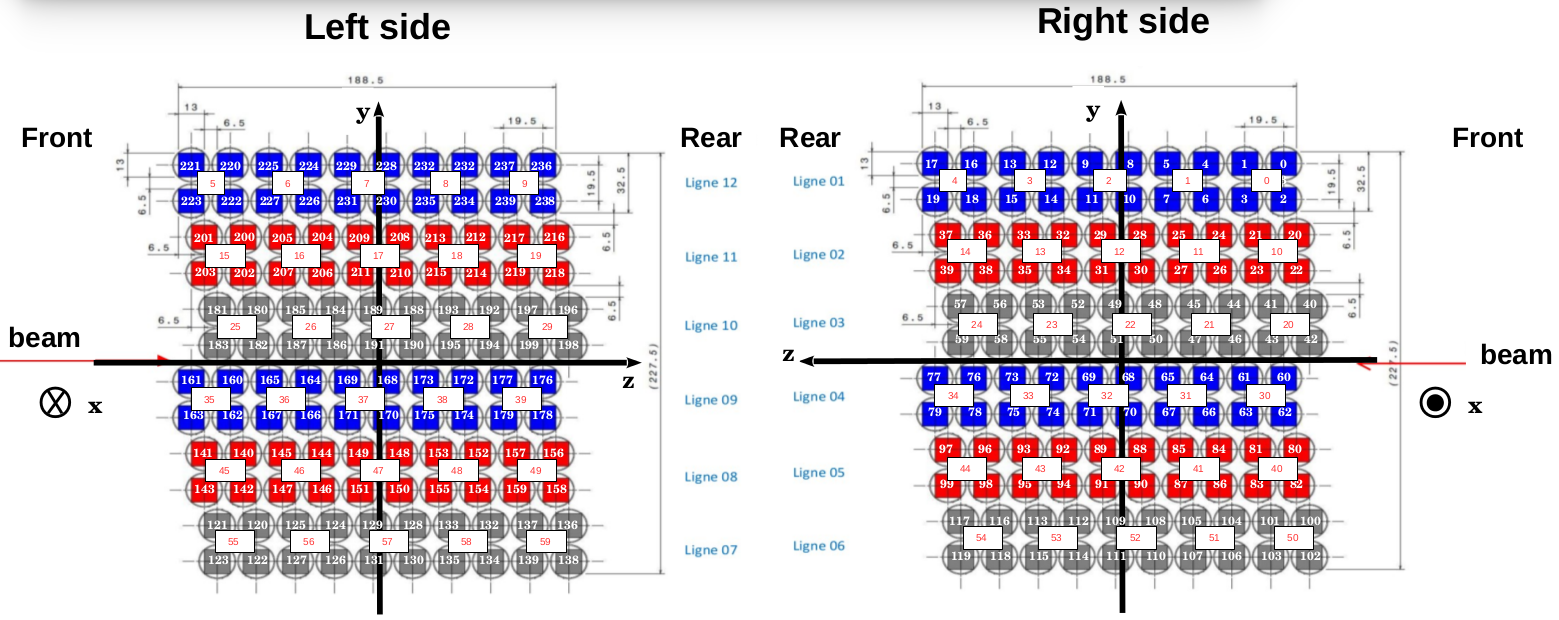 Left side
Right side
188.5
188.5
13
6.5
19.5
y
13
6.5
19.5
y
Front
Rear
Rear
Front
221 220 225 224 229 228 232 232 237 236
5 6 7 8 9
223 222 227 226 231 230 235 234 239 238
13
6.5
19.5
32.5
Ligne 12
201 200 205 204 209 208 213 212 217 216
15 16 17 18 19
203 202 207 206 211 210 215 214 219 218
6.5
6.5
Ligne 11
181 180 185 184 189 188 193 192 197 196
25 26 27 28 29
183 182 187 186 191 190 195 194 199 198
6.5
6.5
Ligne 10
beam
z
(227.5)
x
161 160 165 164 169 168 173 172 177 176
35 36 37 38 39
163 162 167 166 171 170 175 174 179 178
Ligne 09
141 140 145 144 149 148 153 152 157 156
45 46 47 48 49
143 142 147 146 151 150 155 154 159 158
Ligne 08
121 120 125 124 129 128 133 132 137 136
55 56 57 58 59
123 122 127 126 131 130 135 134 139 138
Ligne 07
Ligne 01
17 16 13 12 9 8 5 4 1 0
4 3 2 1 0
19 18 15 14 11 10 7 6 3 2
13
6.5
19.5
32.5
Ligne 02
37 36 33 32 29 28 25 24 21 20
14 13 12 11 10
39 38 35 34 31 30 27 26 23 22
6.5
6.5
Ligne 03
57 56 53 52 49 48 45 44 41 40
24 23 22 21 20
59 58 55 54 51 50 47 46 43 42
6.5
6.5
z
beam
(227.5)
x
Ligne 04
77 76 73 72 69 68 65 64 61 60
34 33 32 31 30
79 78 75 74 71 70 67 66 63 62
Ligne 05
97 96 93 92 89 88 85 84 81 80
44 43 42 41 40
99 98 95 94 91 90 87 86 83 82
Ligne 06
117 116 113 112 109 108 105 104 101 100
54 53 52 51 50
119 118 115 114 111 110 107 106 103 102